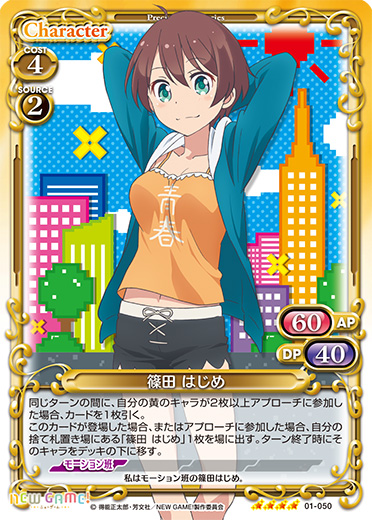 Character
COST
4
SOURCE
2
青春
60 AP
DP 40
篠田 はじめ
同じターンの間に、自分の黄のキャラが2枚以上アプローチに参加し
た場合、カードを1枚引く。
このカードが登場した場合、またはアプローチに参加した場合、自分の
捨て札置き場にある「篠田 はじめ」1枚を場に出す。ターン終了時にそ
のキャラをデッキの下に移す。
モーション班
私はモーション班の篠田はじめ。
NEW GAME!
© 得能正太郎・芳文社/NEW GAME!製作委員会
★★★★ 01-050